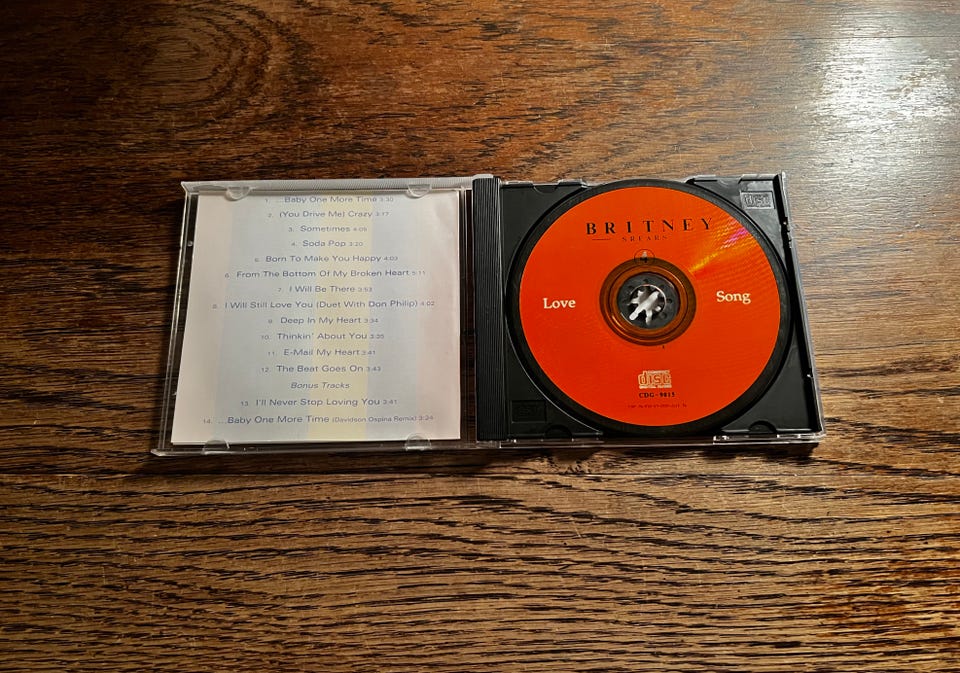 1. ...Baby One More Time 3:30
2. (You Drive Me) Crazy 3:17
3. Sometimes 4:05
4. Soda Pop 3:20
5. Born To Make You Happy 4:03
6. From The Bottom Of My Broken Heart 5:11
7. I Will Be There 3:53
8. I Will Still Love You (Duet With Don Philip) 4:02
9. Deep In My Heart 3:34
10. Thinkin' About You 3:35
11. E-Mail My Heart 3:41
12. The Beat Goes On 3:43
Bonus Tracks
13. I'll Never Stop Loving You 3:41
14. ...Baby One More Time (Davidson Ospina Remix) 3:24
BRITNEY
SREARS
4
Love Song
disc
CDG-9815
disc